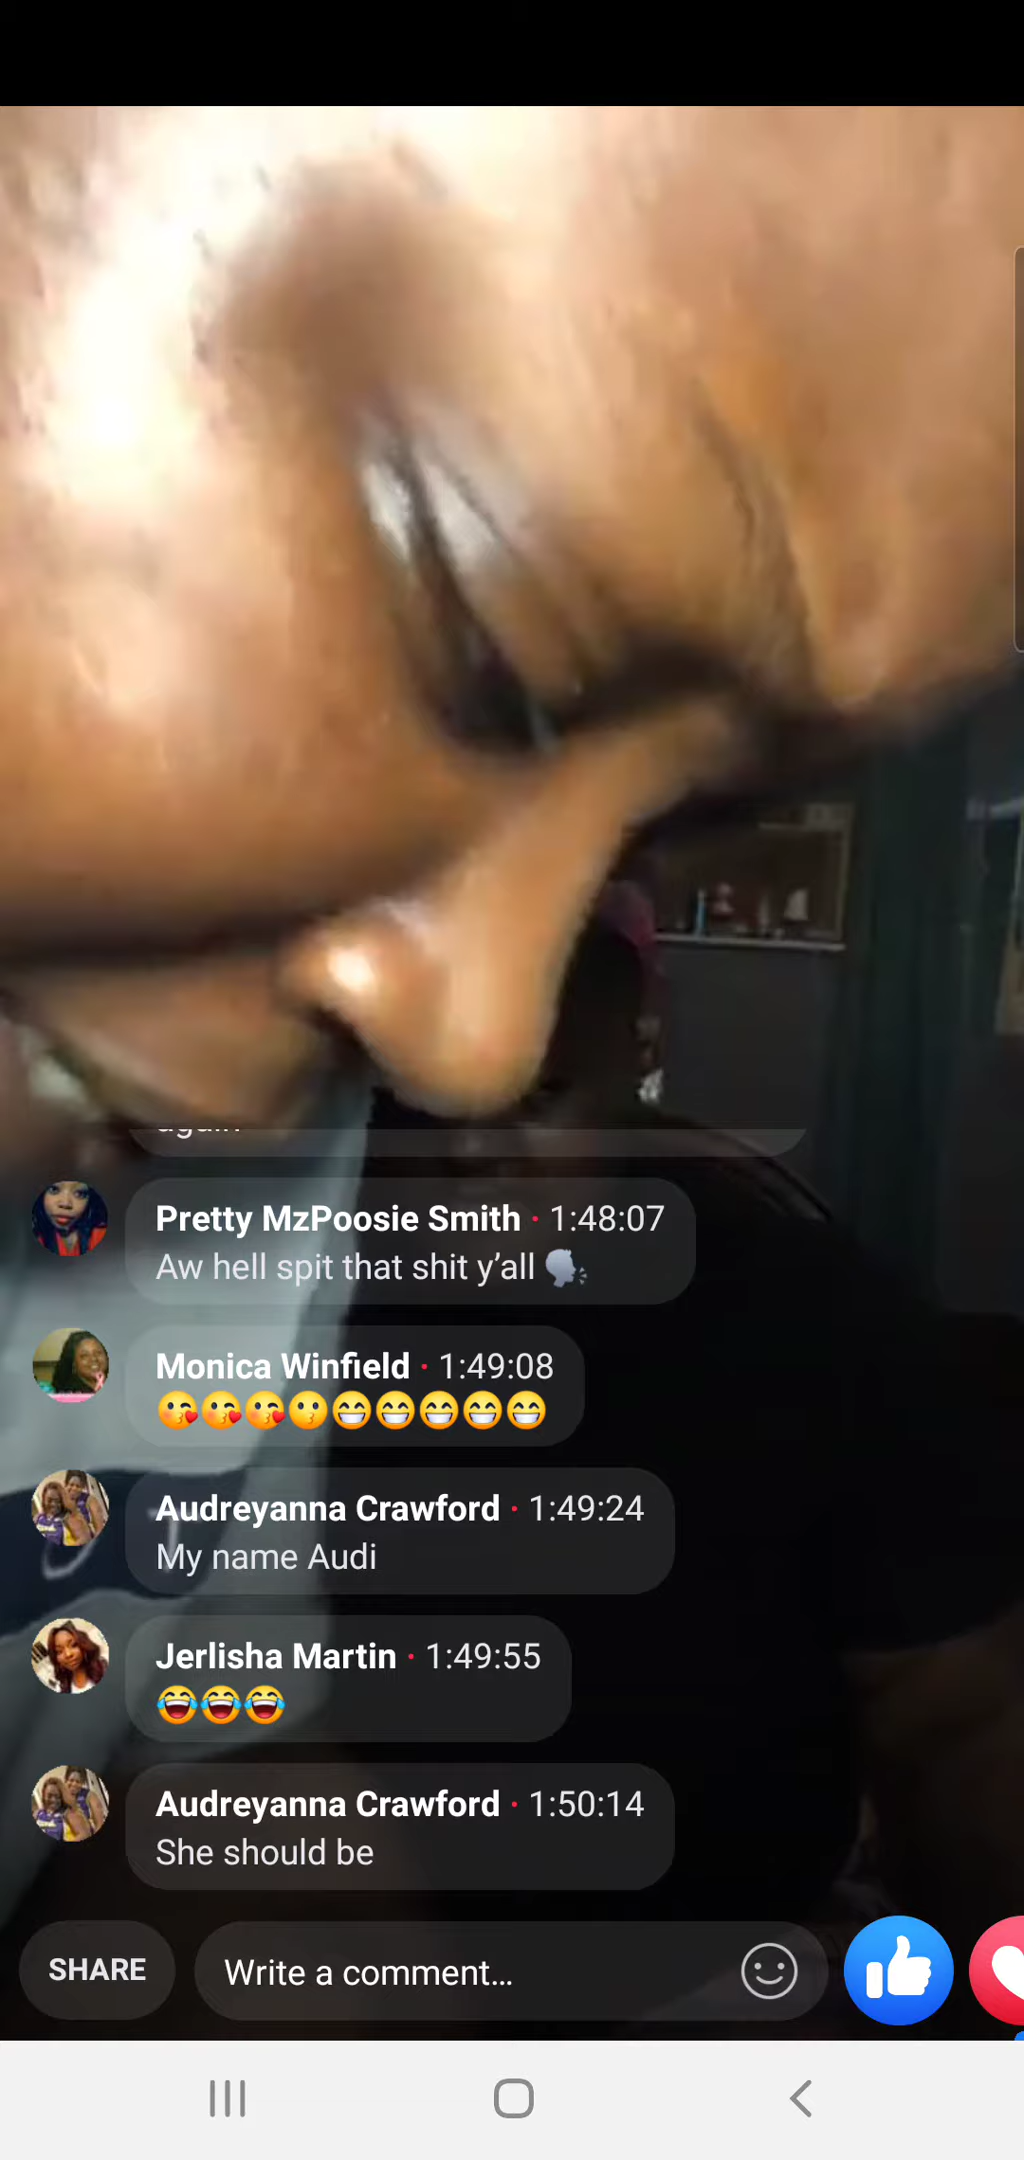 again
Pretty MzPoosie Smith · 1:48:07
Aw hell spit that shit y’all 🗣
Monica Winfield · 1:49:08
😘😘😘😗😁😁😁😁😁
Audreyanna Crawford · 1:49:24
My name Audi
Jerlisha Martin · 1:49:55
😂😂😂
Audreyanna Crawford · 1:50:14
She should be
SHARE
Write a comment...